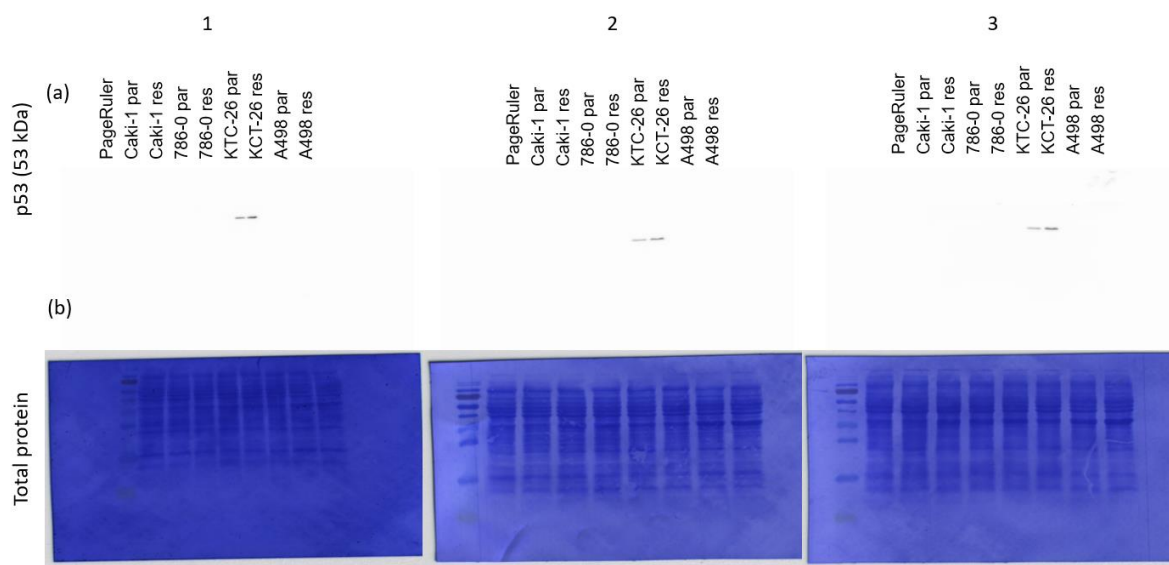 1
2
3
(a)
PageRuler
Caki-1 par
Caki-1 res
786-0 par
786-0 res
KTC-26 par
KCT-26 res
A498 par
A498 res
PageRuler
Caki-1 par
Caki-1 res
786-0 par
786-0 res
KTC-26 par
KCT-26 res
A498 par
A498 res
PageRuler
Caki-1 par
Caki-1 res
786-0 par
786-0 res
KTC-26 par
KCT-26 res
A498 par
A498 res
p53 (53 kDa)
(b)
Total protein